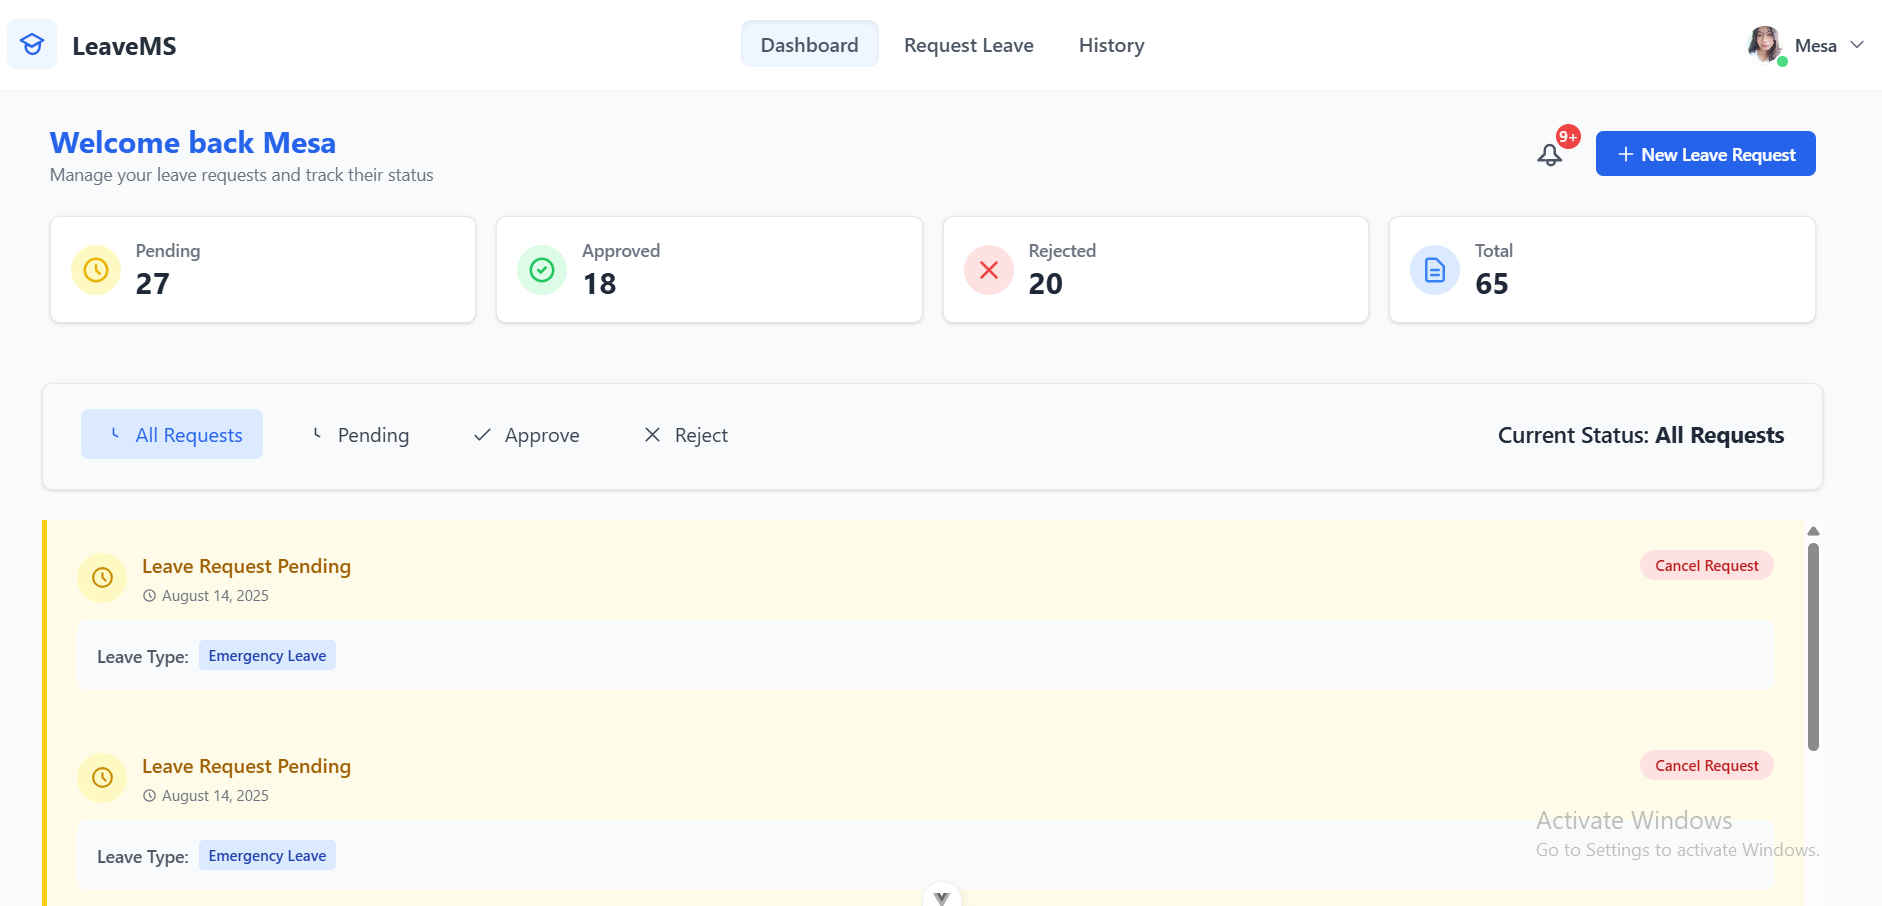 LeaveMS
Dashboard
Request Leave
History
Mesa
Welcome back Mesa
Manage your leave requests and track their status
9+
New Leave Request
Pending
27
Approved
18
Rejected
20
Total
65
All Requests
Pending
Approve
Reject
Current Status: All Requests
Leave Request Pending
Cancel Request
August 14, 2025
Leave Type: Emergency Leave
Leave Request Pending
Cancel Request
August 14, 2025
Leave Type: Emergency Leave
Activate Windows
Go to Settings to activate Windows.